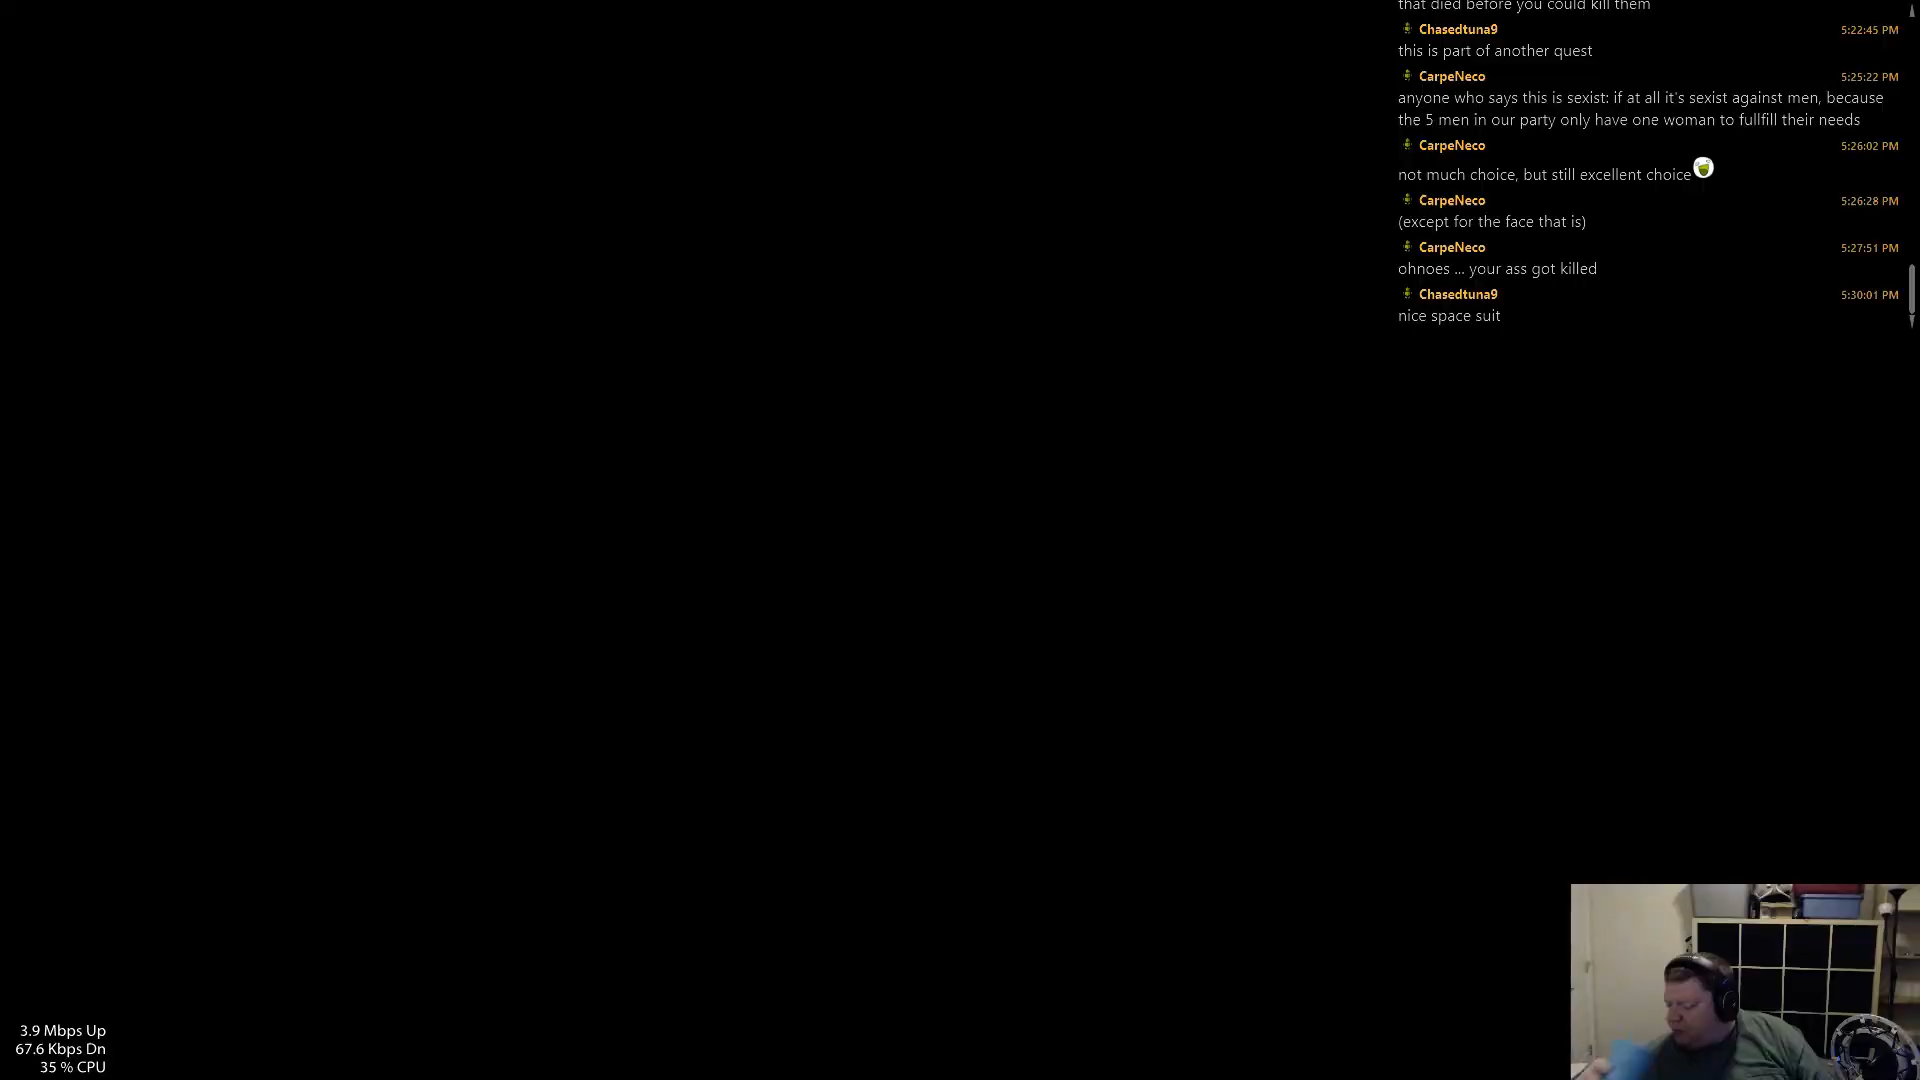 that died before you could kill them
Chasedtuna9 5:22:45 PM
this is part of another quest
CarpeNeco 5:25:22 PM
anyone who says this is sexist: if at all it's sexist against men, because
the 5 men in our party only have one woman to fullfill their needs
CarpeNeco 5:26:02 PM
not much choice, but still excellent choice
CarpeNeco 5:26:28 PM
(except for the face that is)
CarpeNeco 5:27:51 PM
ohnoes ... your ass got killed
Chasedtuna9 5:30:01 PM
nice space suit
3.9 Mbps Up
67.6 Kbps Dn
35 % CPU